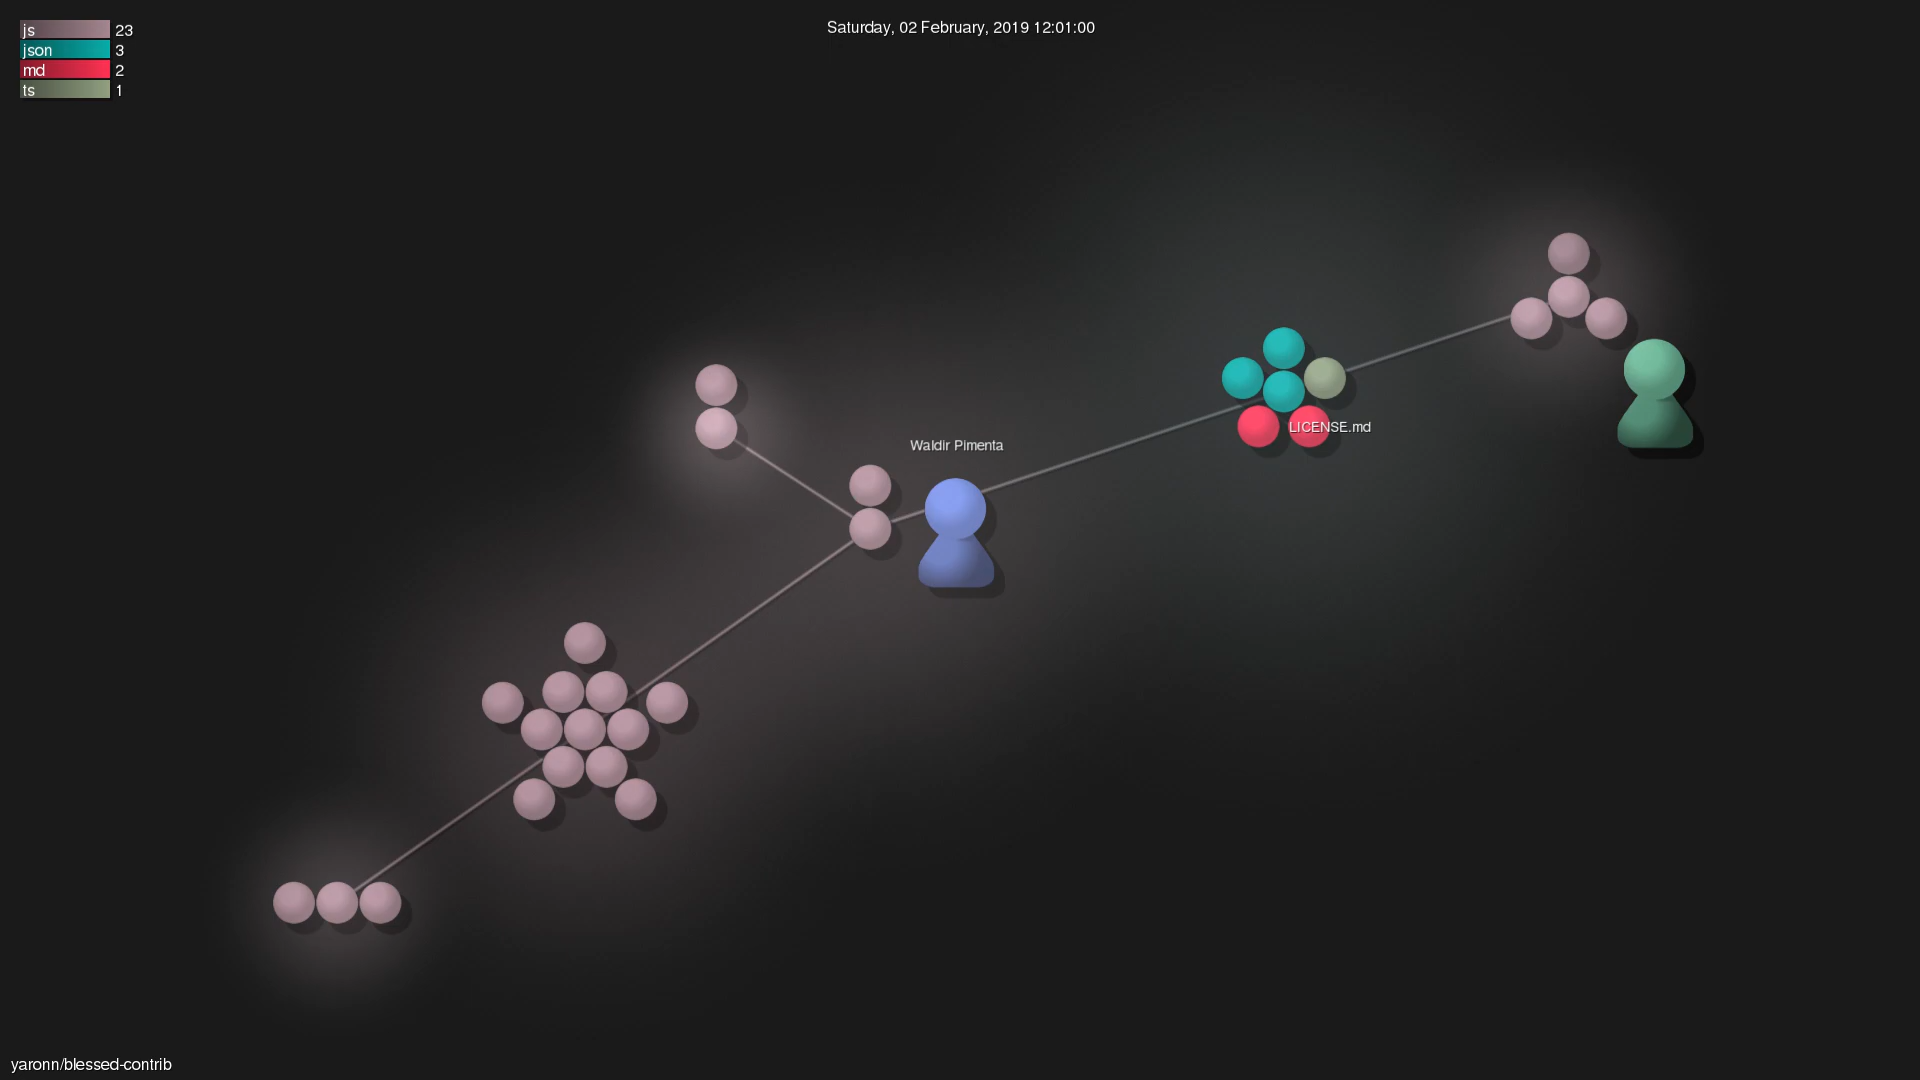 js 23
json 3
md 2
ts 1
Saturday, 02 February, 2019 12:01:00
LICENSE.md
Waldir Pimenta
yaronn/blessed-contrib